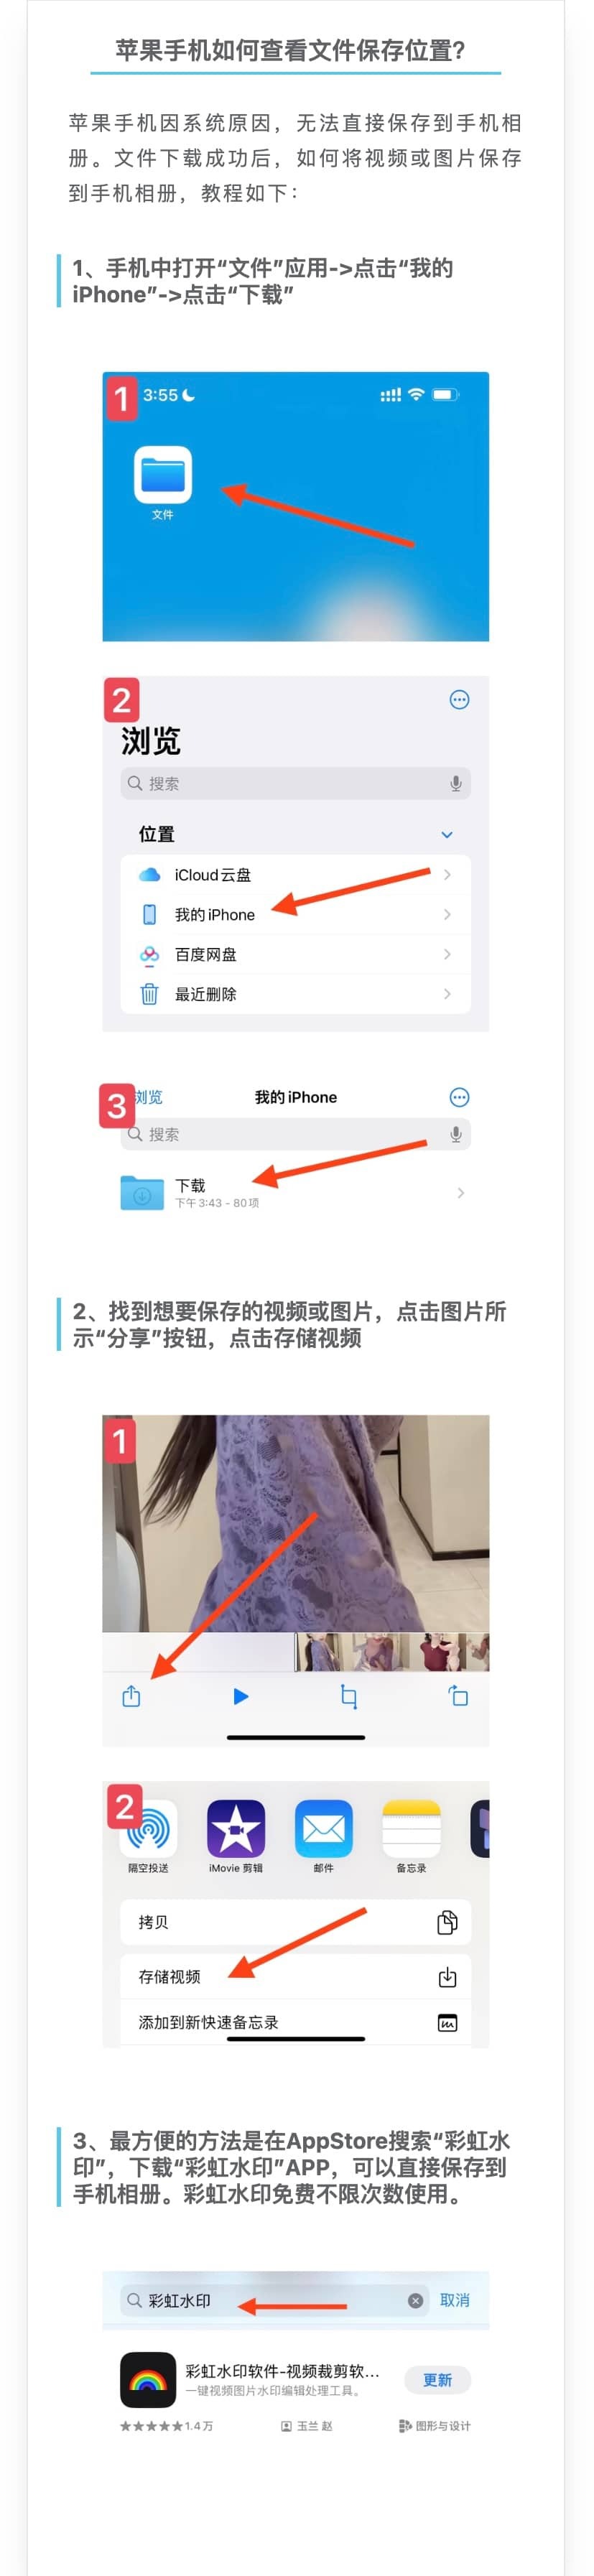 苹果手机如何查看文件保存位置?
苹果手机因系统原因，无法直接保存到手机相
册。文件下载成功后，如何将视频或图片保存
到手机相册，教程如下：
1、手机中打开“文件”应用->点击“我的
iPhone”->点击“下载”
1
3:55
文件
2
浏览
搜索
位置
iCloud云盘
我的iPhone
百度网盘
最近删除
3
浏览
我的iPhone
搜索
下载
下午3:43 - 80项
2、找到想要保存的视频或图片，点击图片所
示“分享”按钮，点击存储视频
1
2
隔空投送
iMovie 剪辑
邮件
备忘录
拷贝
存储视频
添加到新快速备忘录
3、最方便的方法是在AppStore搜索“彩虹水
印”，下载“彩虹水印”APP，可以直接保存到
手机相册。彩虹水印免费不限次数使用。
彩虹水印
取消
彩虹水印软件-视频裁剪软...
一键视频图片水印编辑处理工具。
更新
★★★★★1.4万
玉兰 赵
图形与设计